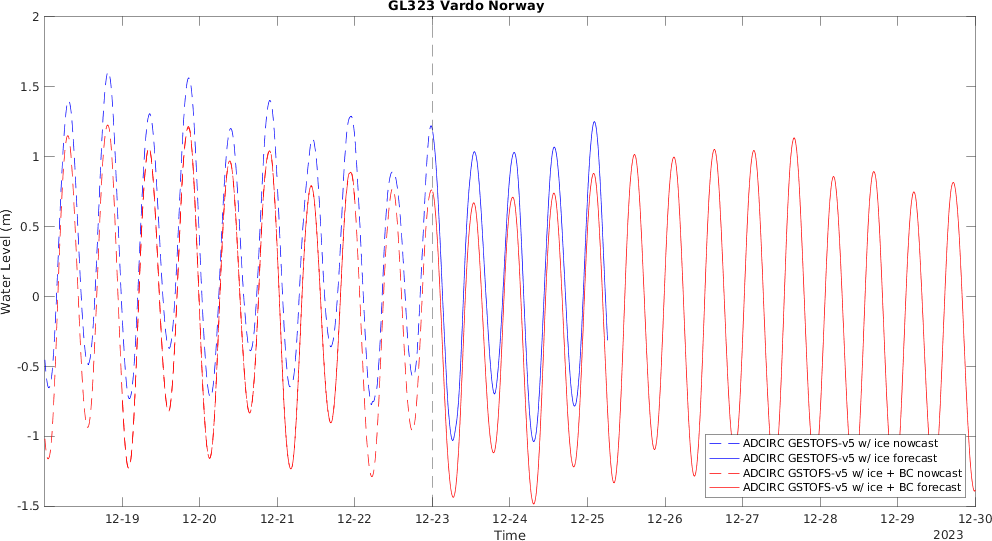 GL323 Vardo Norway
2
1.5
1
0.5
0
-0.5
-1
-1.5
Water Level (m)
ADCIRC GESTOFS-v5 w/ ice nowcast
ADCIRC GESTOFS-v5 w/ ice forecast
ADCIRC GSTOFS-v5 w/ ice + BC nowcast
ADCIRC GSTOFS-v5 w/ ice + BC forecast
12-19 12-20 12-21 12-22 12-23 12-24 12-25 12-26 12-27 12-28 12-29 12-30
Time
2023